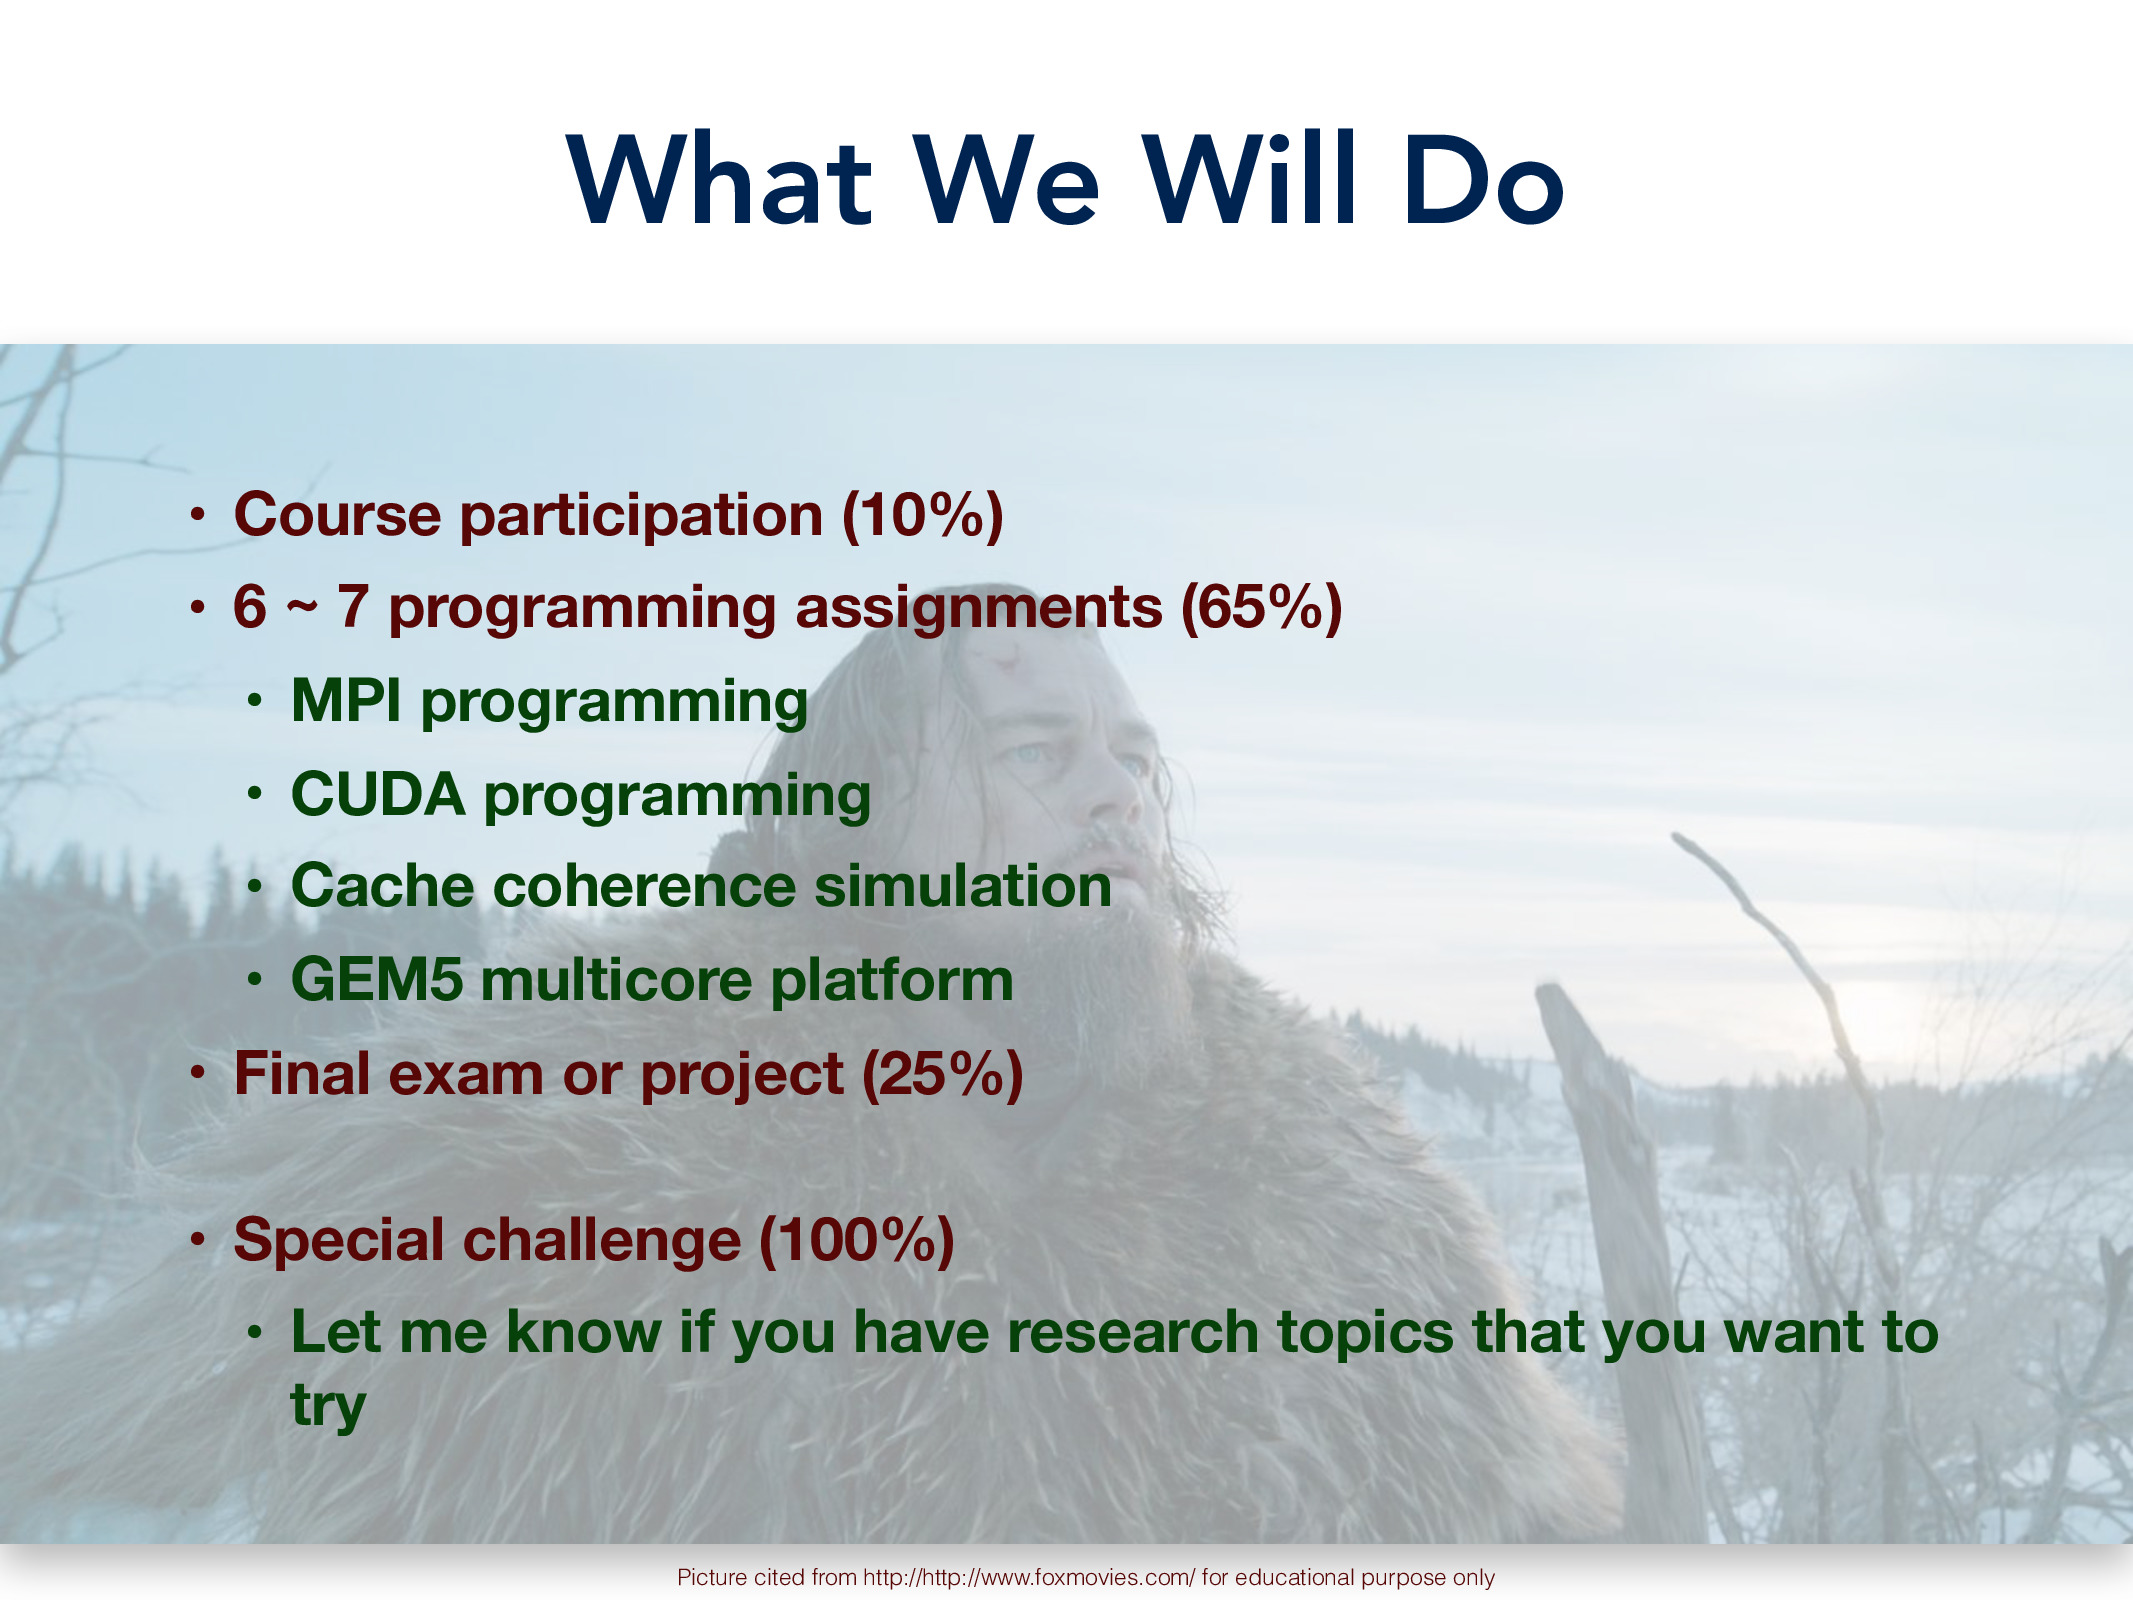 What We Will Do
• Course participation (10%)
• 6 ~ 7 programming assignments (65%)
• MPI programming
• CUDA programming
• Cache coherence simulation
• GEM5 multicore platform
• Final exam or project (25%)
• Special challenge (100%)
• Let me know if you have research topics that you want to
try
Picture cited from http://http://www.foxmovies.com/ for educational purpose only